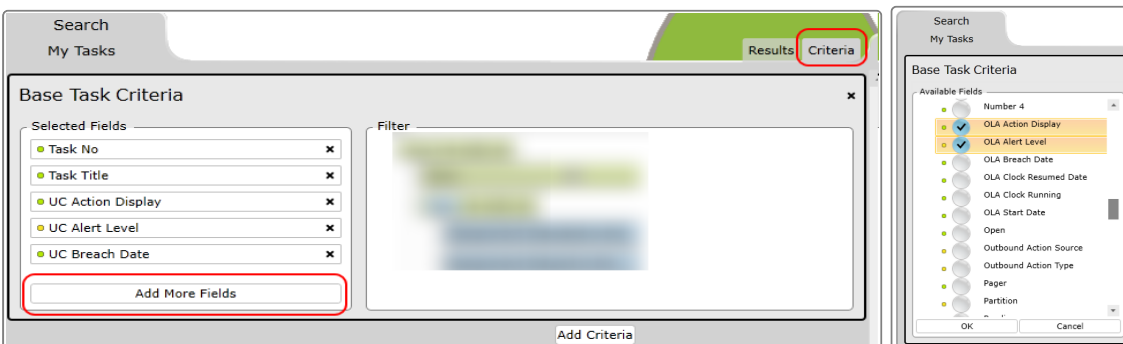 Search
My Tasks
Results Criteria
Base Task Criteria
Selected Fields
Task No
Task Title
UC Action Display
UC Alert Level
UC Breach Date
Add More Fields
Filter
Add Criteria
Search
My Tasks
Base Task Criteria
Available Fields
Number 4
OLA Action Display
OLA Alert Level
OLA Breach Date
OLA Clock Resumed Date
OLA Clock Running
OLA Start Date
Open
Outbound Action Source
Outbound Action Type
Pager
Partition
OK Cancel